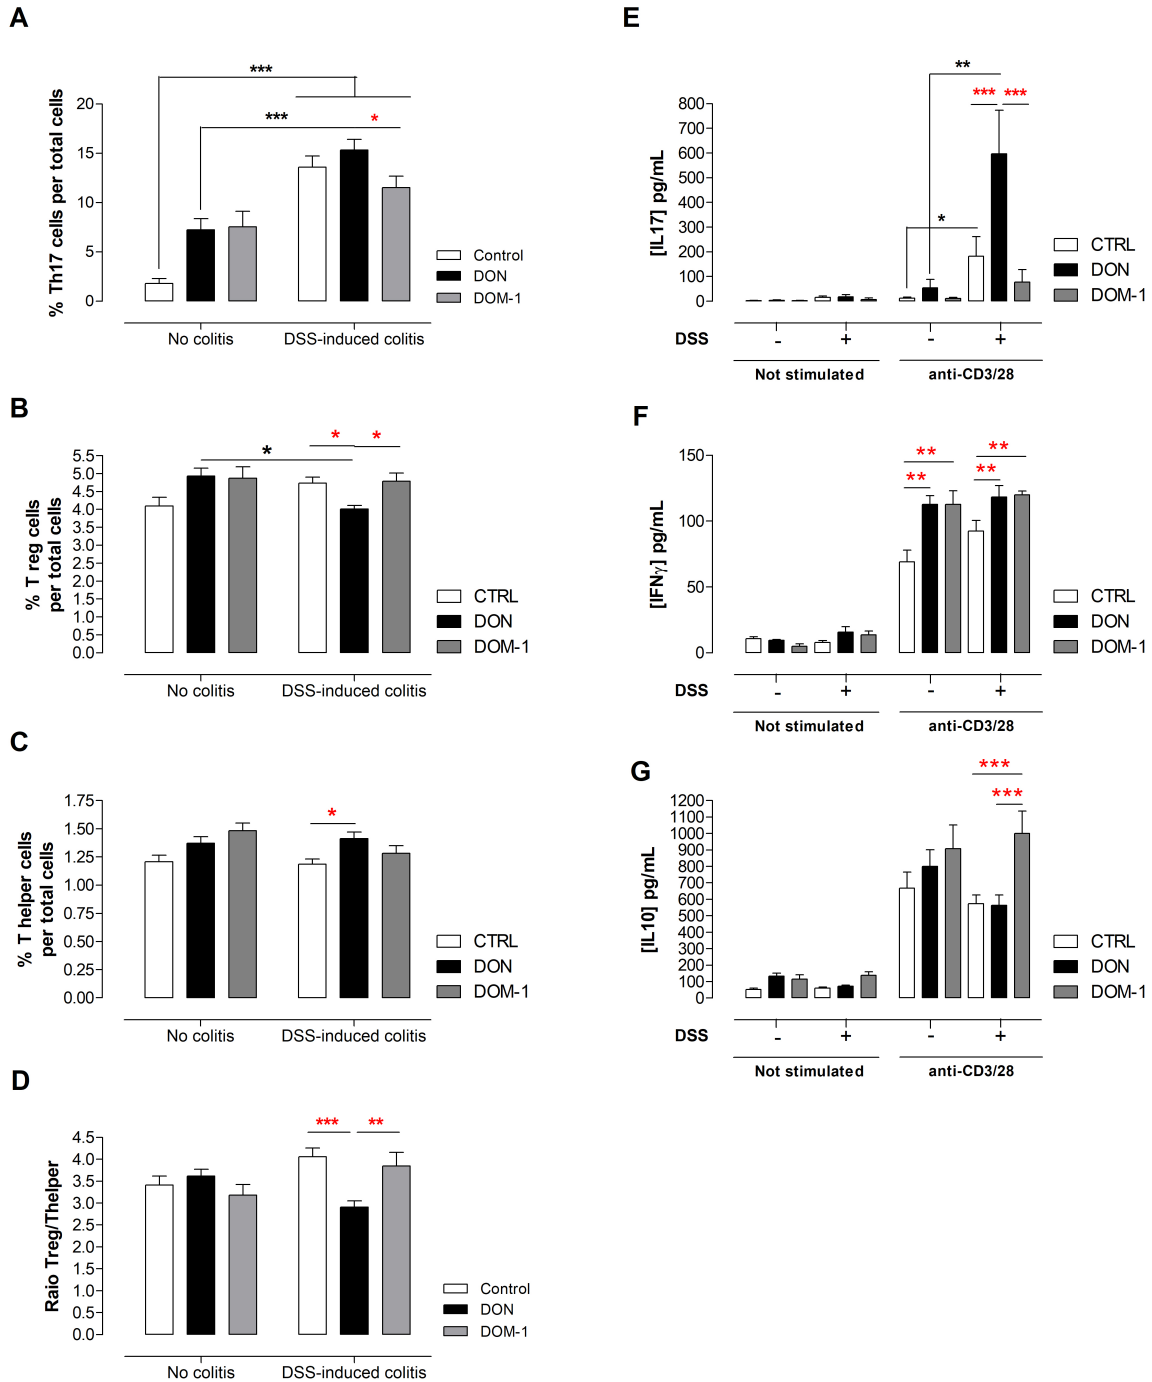 A
***
***
*
% Th17 cells per total cells
20
15
10
5
0
Control
DON
DOM-1
No colitis
DSS-induced colitis
B
*
*
*
% T reg cells
per total cells
5.5
5.0
4.5
4.0
3.5
3.0
2.5
2.0
1.5
1.0
0.5
0.0
CTRL
DON
DOM-1
No colitis
DSS-induced colitis
C
*
% T helper cells
per total cells
1.75
1.50
1.25
1.00
0.75
0.50
0.25
0.00
CTRL
DON
DOM-1
No colitis
DSS-induced colitis
D
***
**
Raio Treg/Thelper
4.5
4.0
3.5
3.0
2.5
2.0
1.5
1.0
0.5
0.0
Control
DON
DOM-1
No colitis
DSS-induced colitis
E
**
***
***
*
[IL17] pg/mL
800
700
600
500
400
300
200
100
0
CTRL
DON
DOM-1
DSS
-
+
-
+
Not stimulated
anti-CD3/28
F
**
**
**
**
[IFNγ] pg/mL
150
100
50
0
CTRL
DON
DOM-1
DSS
-
+
-
+
Not stimulated
anti-CD3/28
G
***
***
[IL10] pg/mL
1200
1100
1000
900
800
700
600
500
400
300
200
100
0
CTRL
DON
DOM-1
DSS
-
+
-
+
Not stimulated
anti-CD3/28